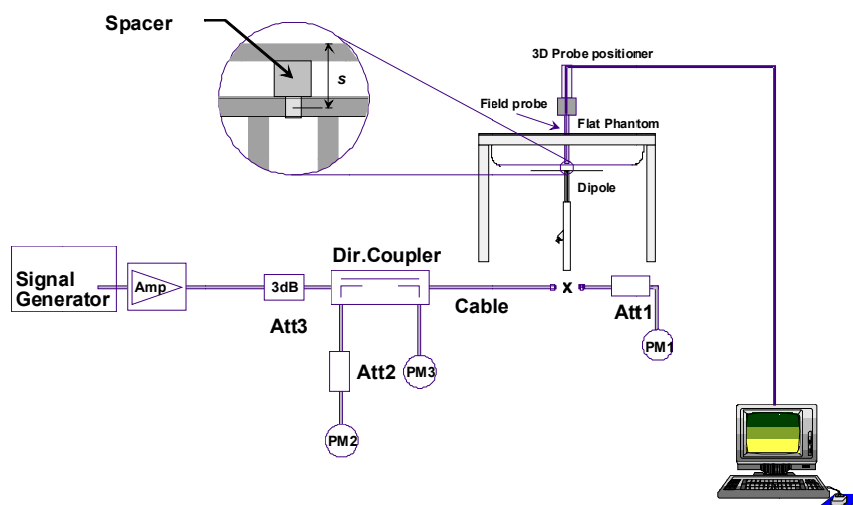 Spacer
s
3D Probe positioner
Field probe
Flat Phantom
Dipole
Signal
Generator
Amp
3dB
Att3
Dir.Coupler
Cable
x
Att1
PM1
Att2
PM3
PM2